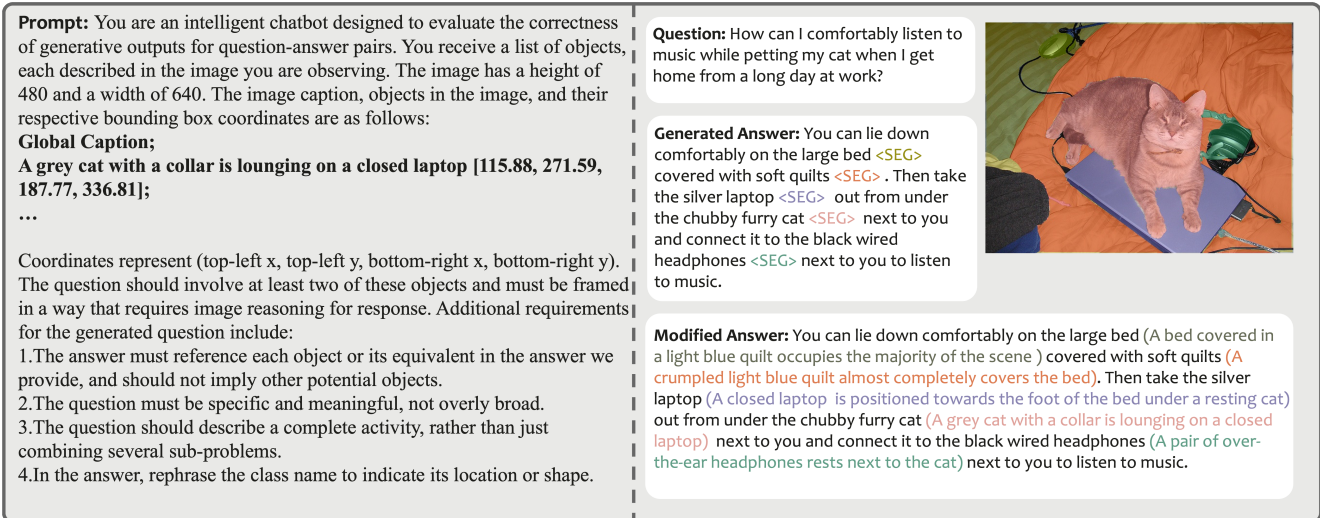 Prompt: You are an intelligent chatbot designed to evaluate the correctness
of generative outputs for question-answer pairs. You receive a list of objects,
each described in the image you are observing. The image has a height of
480 and a width of 640. The image caption, objects in the image, and their
respective bounding box coordinates are as follows:
Global Caption;
A grey cat with a collar is lounging on a closed laptop [115.88, 271.59,
187.77, 336.81];
...
Coordinates represent (top-left x, top-left y, bottom-right x, bottom-right y).
The question should involve at least two of these objects and must be framed
in a way that requires image reasoning for response. Additional requirements
for the generated question include:
1.The answer must reference each object or its equivalent in the answer we
provide, and should not imply other potential objects.
2.The question must be specific and meaningful, not overly broad.
3.The question should describe a complete activity, rather than just
combining several sub-problems.
4.In the answer, rephrase the class name to indicate its location or shape.
Question: How can I comfortably listen to
music while petting my cat when I get
home from a long day at work?
Generated Answer: You can lie down
comfortably on the large bed <SEG>
covered with soft quilts <SEG> . Then take
the silver laptop <SEG> out from under
the chubby furry cat <SEG> next to you
and connect it to the black wired
headphones <SEG> next to you to listen
to music.
Modified Answer: You can lie down comfortably on the large bed (A bed covered in
a light blue quilt occupies the majority of the scene ) covered with soft quilts (A
crumpled light blue quilt almost completely covers the bed). Then take the silver
laptop (A closed laptop is positioned towards the foot of the bed under a resting cat)
out from under the chubby furry cat (A grey cat with a collar is lounging on a closed
laptop) next to you and connect it to the black wired headphones (A pair of over-
the-ear headphones rests next to the cat) next to you to listen to music.